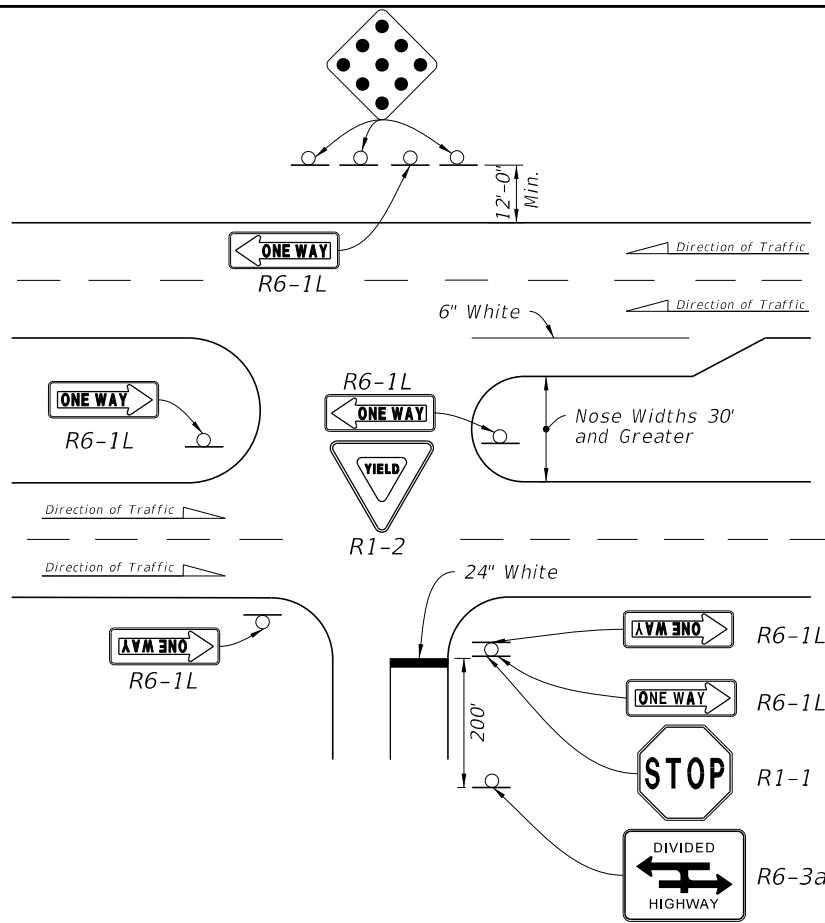 12'-0"
Min.
ONE WAY
R6-1L
Direction of Traffic
Direction of Traffic
6" White
R6-1L
ONE WAY
ONE WAY
R6-1L
Nose Widths 30'
and Greater
YIELD
R1-2
Direction of Traffic
Direction of Traffic
24" White
ONE WAY
R6-1L
ONE WAY
R6-1L
ONE WAY
R6-1L
200'
STOP
R1-1
DIVIDED
HIGHWAY
R6-3a